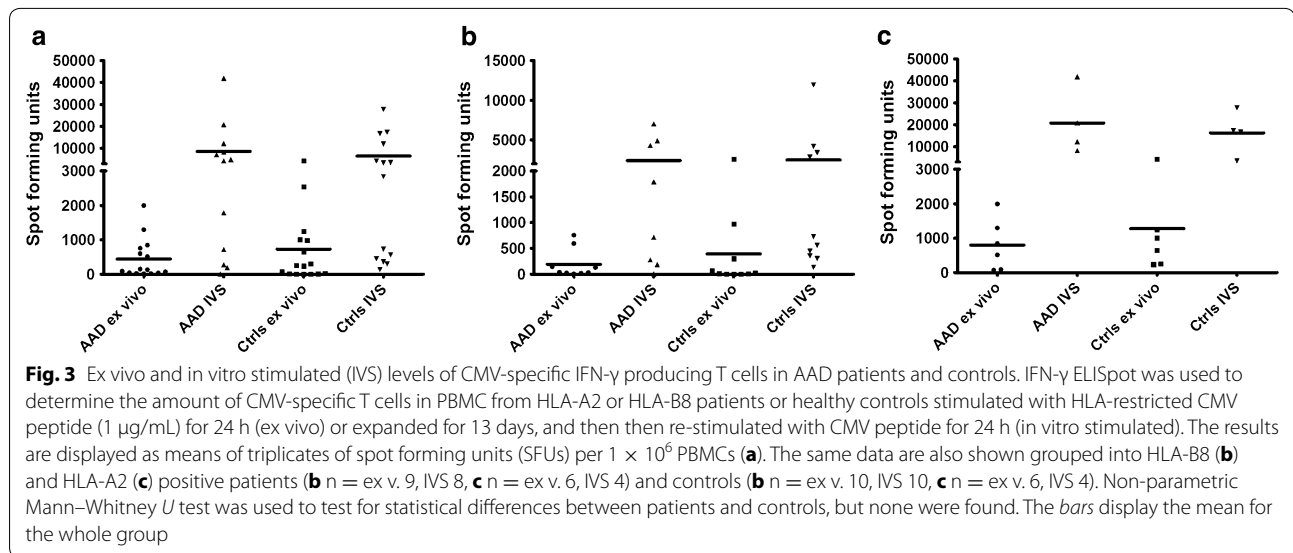 a
50000
40000
30000
20000
10000
3000
2000
1000
0
Spot forming units
AAD ex vivo
AAD IVS
Ctrls ex vivo
Ctrls IVS
b
15000
10000
5000
2000
1500
1000
500
0
Spot forming units
AAD ex vivo
AAD IVS
Ctrls ex vivo
Ctrls IVS
c
50000
40000
30000
20000
10000
3000
2000
1000
0
Spot forming units
AAD ex vivo
AAD IVS
Ctrls ex vivo
Ctrls IVS
Fig. 3 Ex vivo and in vitro stimulated (IVS) levels of CMV-specific IFN-γ producing T cells in AAD patients and controls. IFN-γ ELISpot was used to
determine the amount of CMV-specific T cells in PBMC from HLA-A2 or HLA-B8 patients or healthy controls stimulated with HLA-restricted CMV
peptide (1 μg/mL) for 24 h (ex vivo) or expanded for 13 days, and then then re-stimulated with CMV peptide for 24 h (in vitro stimulated). The results
are displayed as means of triplicates of spot forming units (SFUs) per 1 × 10⁶ PBMCs (a). The same data are also shown grouped into HLA-B8 (b)
and HLA-A2 (c) positive patients (b n = ex v. 9, IVS 8, c n = ex v. 6, IVS 4) and controls (b n = ex v. 10, IVS 10, c n = ex v. 6, IVS 4). Non-parametric
Mann–Whitney U test was used to test for statistical differences between patients and controls, but none were found. The bars display the mean for
the whole group